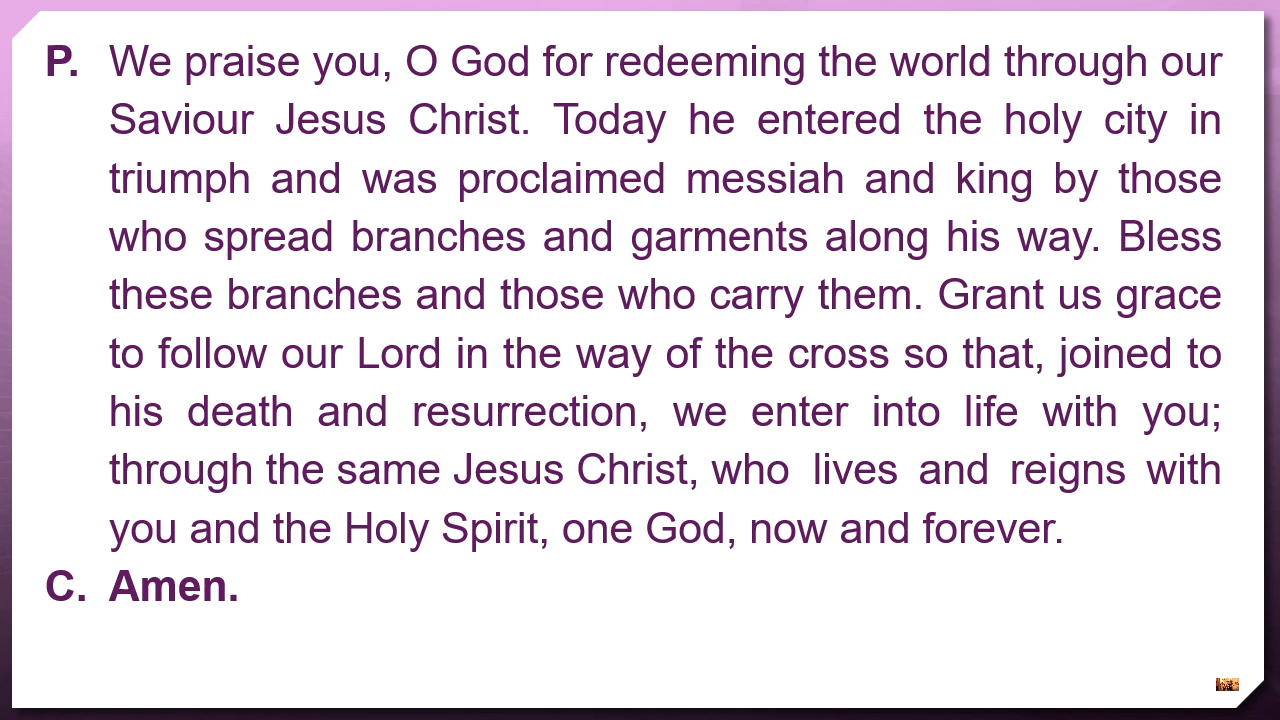 P. We praise you, O God for redeeming the world through our
Saviour Jesus Christ. Today he entered the holy city in
triumph and was proclaimed messiah and king by those
who spread branches and garments along his way. Bless
these branches and those who carry them. Grant us grace
to follow our Lord in the way of the cross so that, joined to
his death and resurrection, we enter into life with you;
through the same Jesus Christ, who lives and reigns with
you and the Holy Spirit, one God, now and forever.
C. Amen.